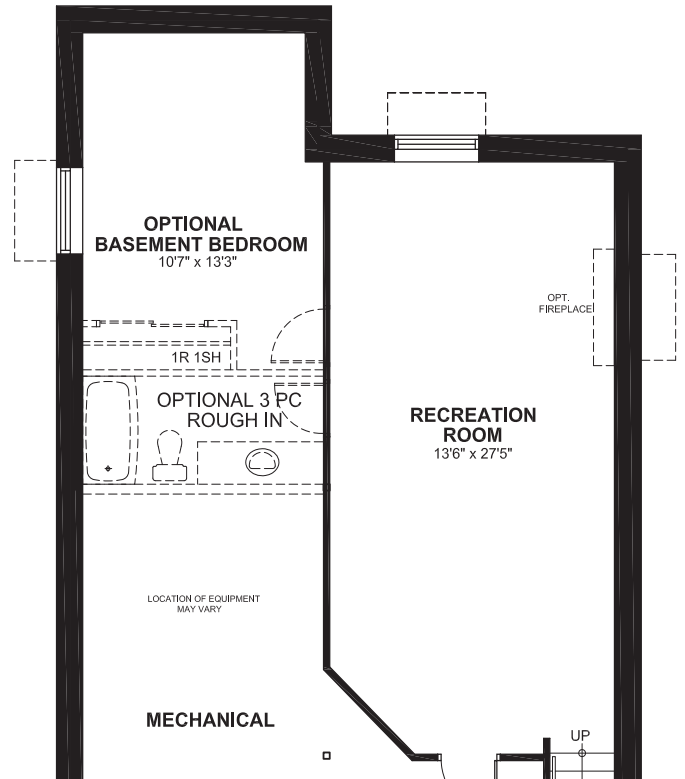 OPTIONAL
BASEMENT BEDROOM
10'7" x 13'3"
OPT.
FIREPLACE
1R 1SH
OPTIONAL 3 PC
ROUGH IN
RECREATION
ROOM
13'6" x 27'5"
LOCATION OF EQUIPMENT
MAY VARY
MECHANICAL
UP